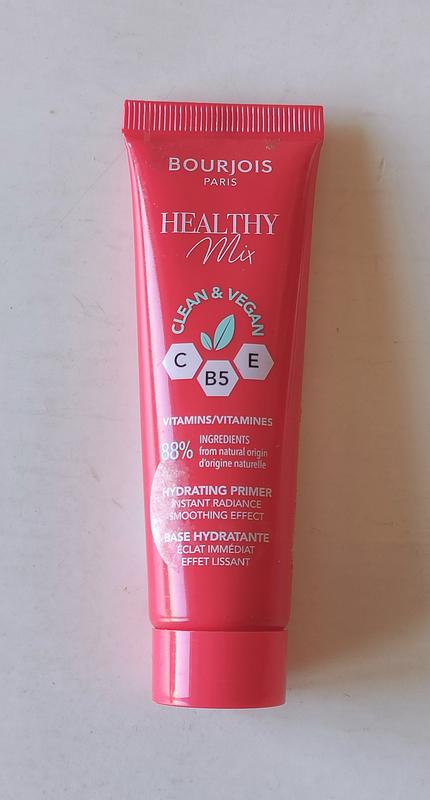 BOURJOIS
PARIS
HEALTHY
Mix
CLEAN & VEGAN
C
E
B5
VITAMINS/VITAMINES
88% INGREDIENTS
from natural origin
d'origine naturelle
HYDRATING PRIMER
INSTANT RADIANCE
SMOOTHING EFFECT
BASE HYDRATANTE
ÉCLAT IMMÉDIAT
EFFET LISSANT